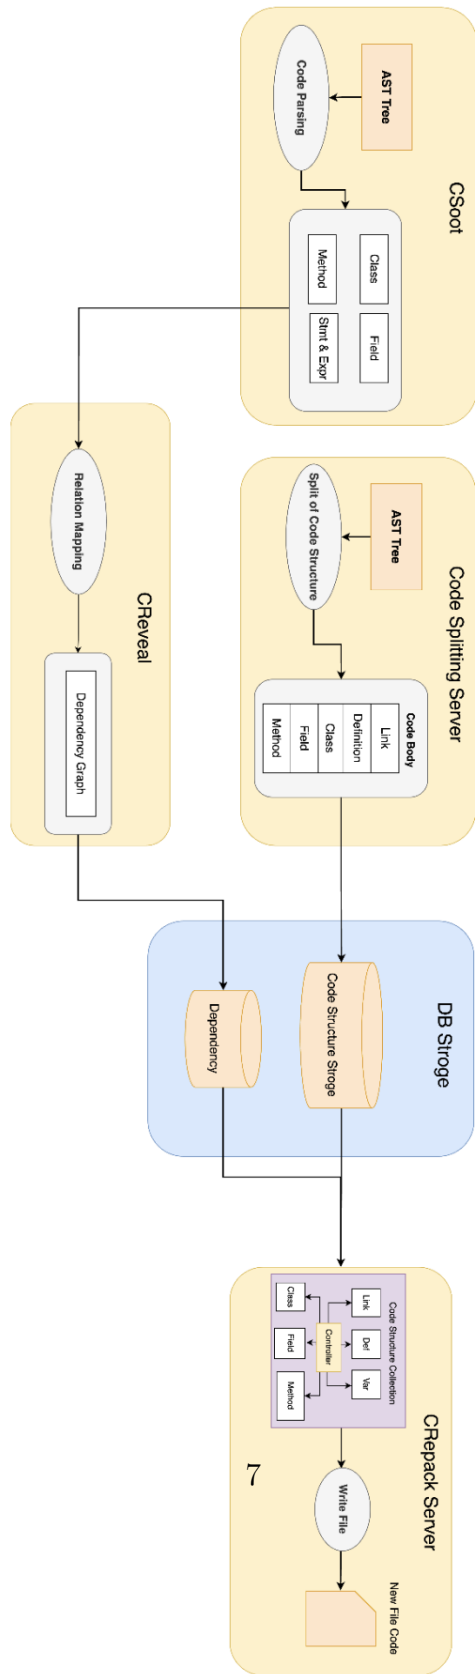 CSoot
AST Tree
Code Parsing
Class
Field
Method
Stmt & Expr
Code Splitting Server
AST Tree
Split of Code Structure
Code Body
Link
Definition
Class
Field
Method
CReveal
Relation Mapping
Dependency Graph
DB Stroge
Code Structure Stroge
Dependency
CRepack Server
Code Structure Collection
Link
Def
Var
Controller
Class
Field
Method
Write File
New File Code
7